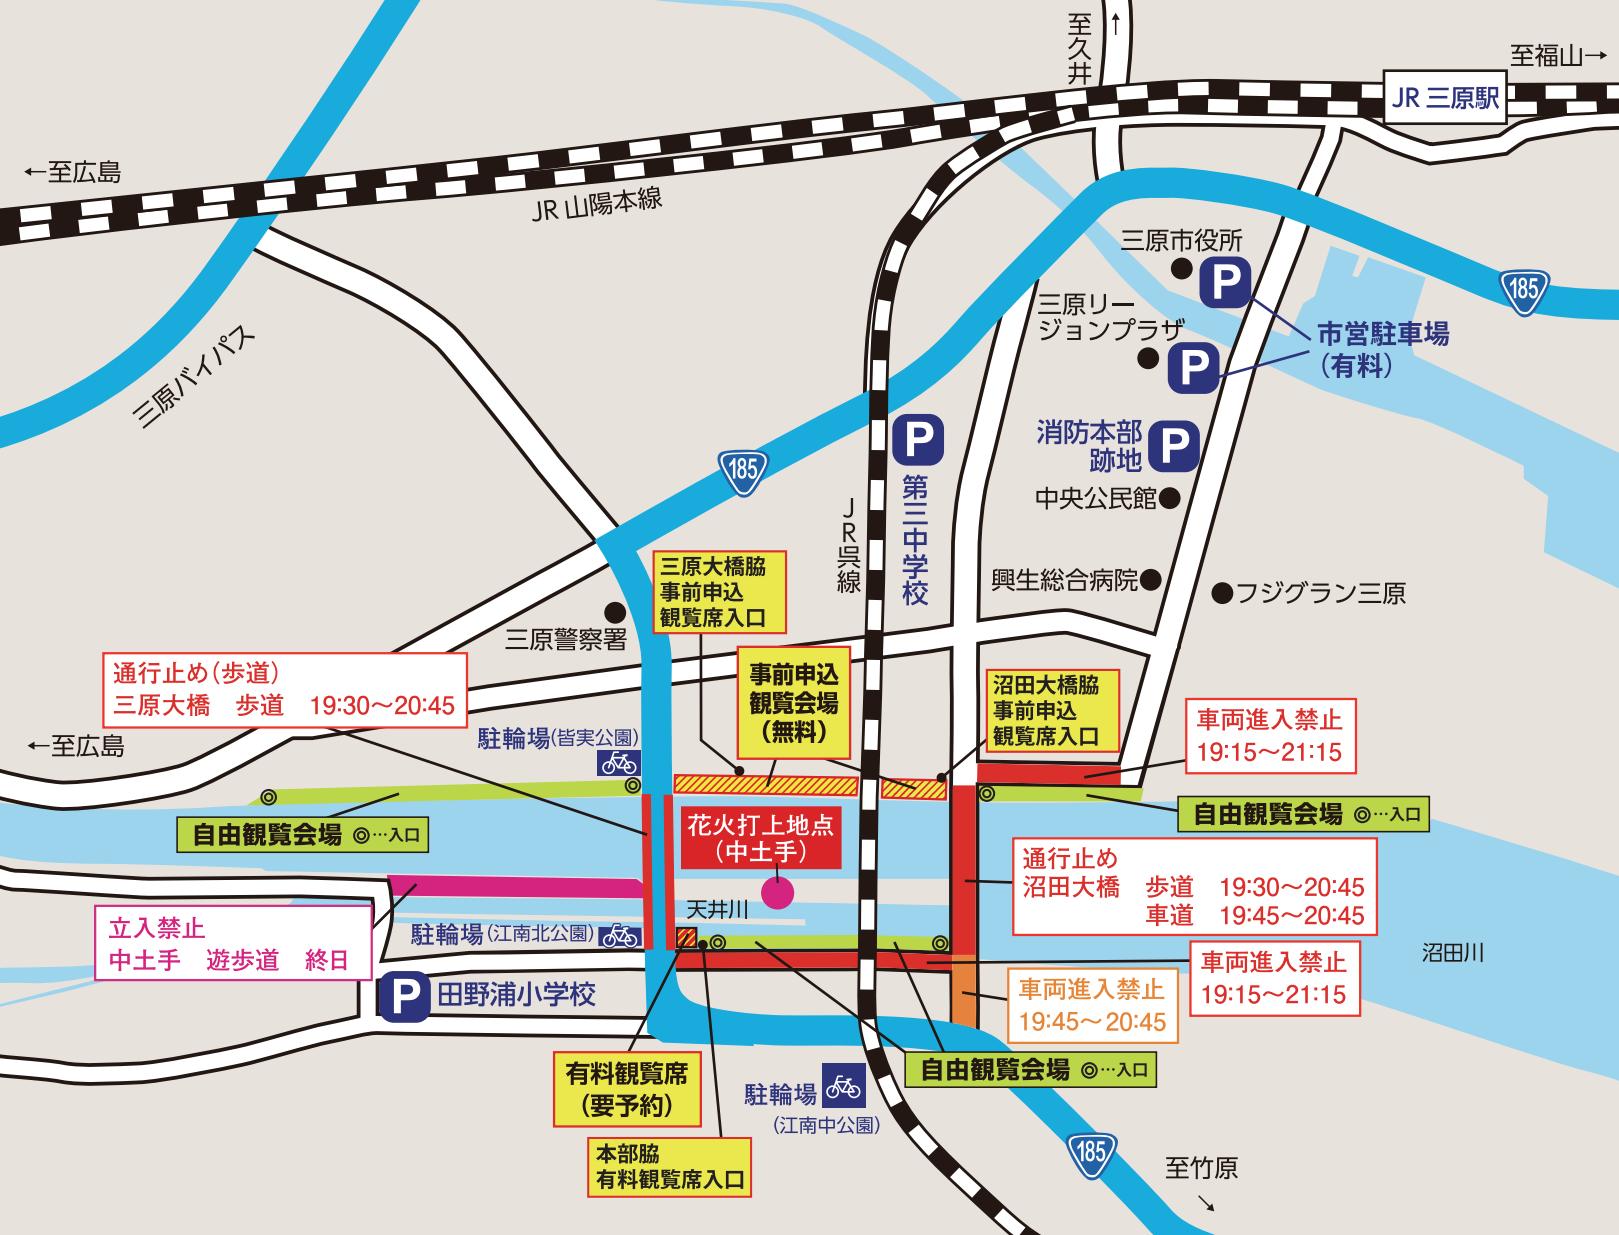 至久井
↑
至福山→
JR 三原駅
←至広島
JR 山陽本線
三原市役所
P
185
三原リー
ジョンプラザ
P
市営駐車場
（有料）
三原バイパス
185
P
消防本部
跡地
P
中央公民館
第三中学校
JR呉線
興生総合病院
フジグラン三原
三原大橋脇
事前申込
観覧席入口
三原警察署
通行止め（歩道）
三原大橋　歩道　19:30～20:45
事前申込
観覧会場
（無料）
沼田大橋脇
事前申込
観覧席入口
車両進入禁止
19:15～21:15
←至広島
駐輪場（皆実公園）
自由観覧会場 ◎…入口
花火打上地点
（中土手）
自由観覧会場 ◎…入口
通行止め
沼田大橋　歩道　19:30～20:45
車道　19:45～20:45
立入禁止
中土手　遊歩道　終日
天井川
駐輪場（江南北公園）
沼田川
車両進入禁止
19:15～21:15
車両進入禁止
19:45～20:45
P
田野浦小学校
有料観覧席
（要予約）
自由観覧会場 ◎…入口
駐輪場
（江南中公園）
本部脇
有料観覧席入口
185
至竹原
↘